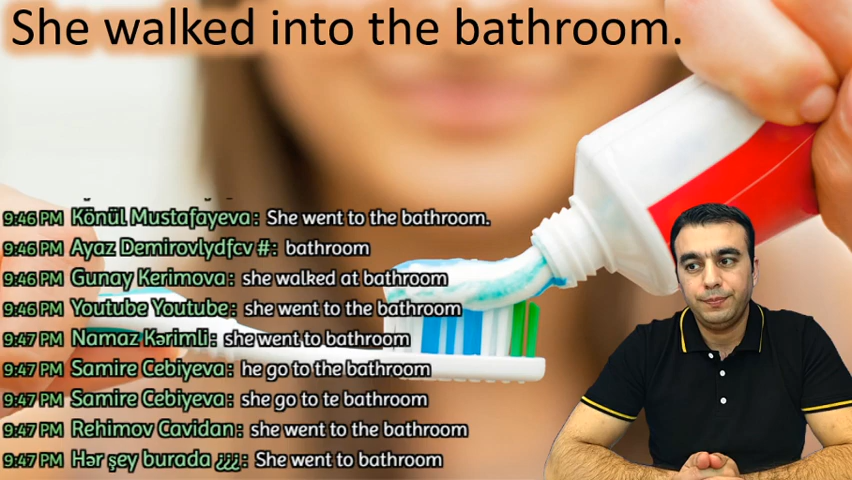 She walked into the bathroom.
9:46 PM Könül Mustafayeva: She went to the bathroom.
9:46 PM Ayaz Demirovlydfcv #: bathroom
9:46 PM Gunay Kerimova: she walked at bathroom
9:46 PM Youtube Youtube: she went to the bathroom
9:47 PM Namaz Kərimli: she went to bathroom
9:47 PM Samire Cebiyeva: he go to the bathroom
9:47 PM Samire Cebiyeva: she go to te bathroom
9:47 PM Rehimov Cavidan: she went to the bathroom
9:47 PM Hər şey burada ¿¿¿: She went to bathroom